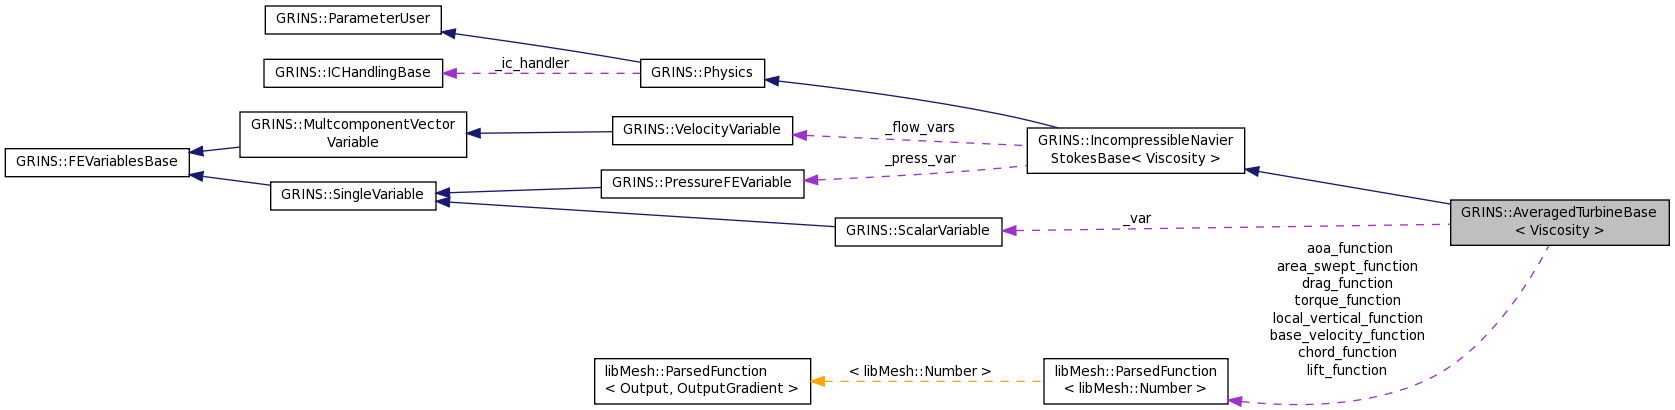 GRINS::ParameterUser
GRINS::ICHandlingBase
_ic_handler
GRINS::Physics
GRINS::MultcomponentVector
Variable
GRINS::VelocityVariable
_flow_vars
GRINS::IncompressibleNavier
StokesBase< Viscosity >
GRINS::FEVariablesBase
_press_var
GRINS::SingleVariable
GRINS::PressureFEVariable
GRINS::ScalarVariable
_var
GRINS::AveragedTurbineBase
< Viscosity >
aoa_function
area_swept_function
drag_function
torque_function
local_vertical_function
base_velocity_function
chord_function
lift_function
libMesh::ParsedFunction
< Output, OutputGradient >
< libMesh::Number >
libMesh::ParsedFunction
< libMesh::Number >